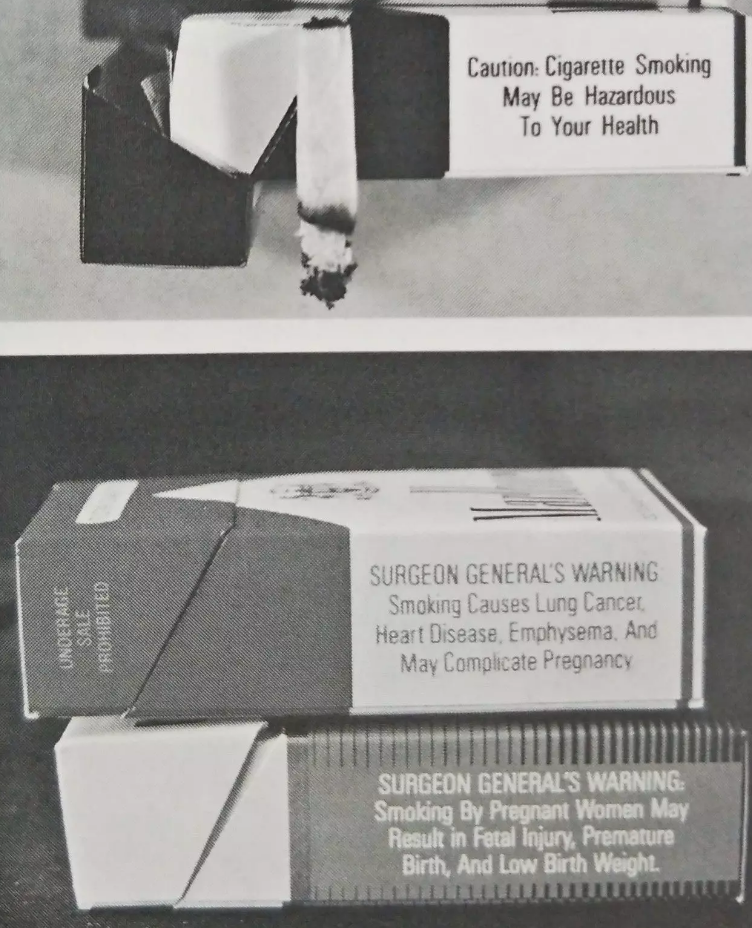 Caution: Cigarette Smoking
May Be Hazardous
To Your Health
UNDERAGE
SALE
PROHIBITED
SURGEON GENERAL'S WARNING
Smoking Causes Lung Cancer,
Heart Disease, Emphysema, And
May Complicate Pregnancy
SURGEON GENERAL'S WARNING:
Smoking By Pregnant Women May
Result in Fetal Injury, Premature
Birth, And Low Birth Weight.